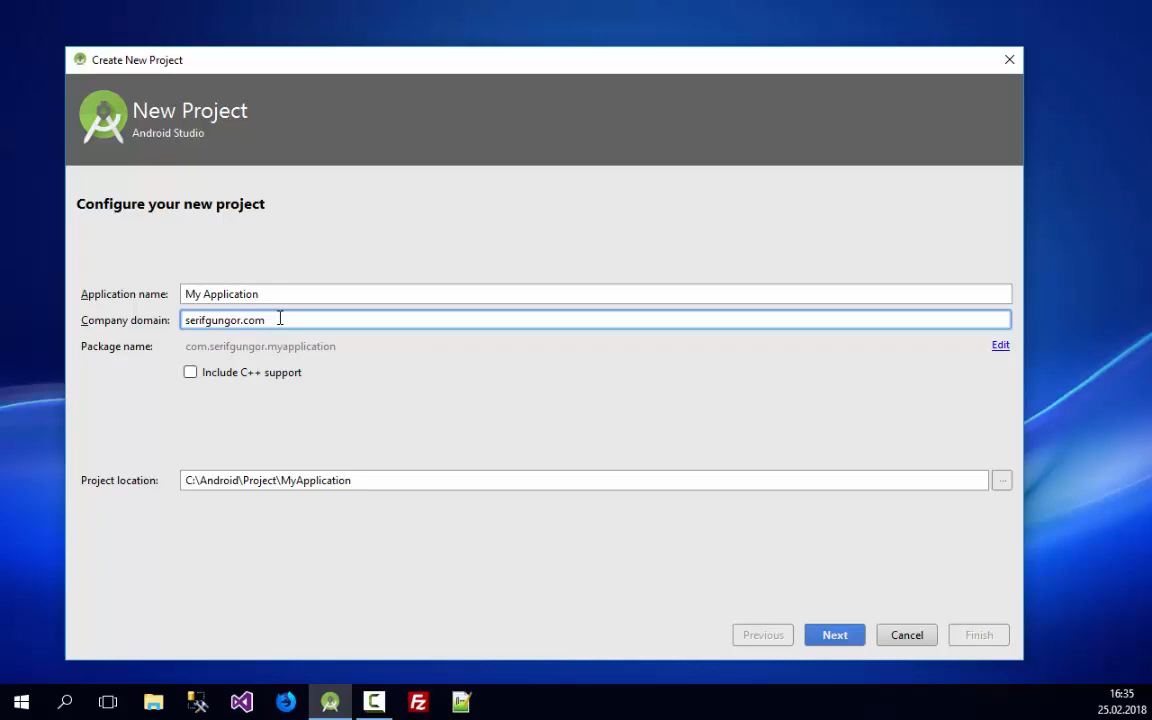 Create New Project
New Project
Android Studio
Configure your new project
Application name: My Application
Company domain: serifgungor.com
Package name: com.serifgungor.myapplication Edit
Include C++ support
Project location: C:\Android\Project\MyApplication ...
Previous Next Cancel Finish
16:35
25.02.2018